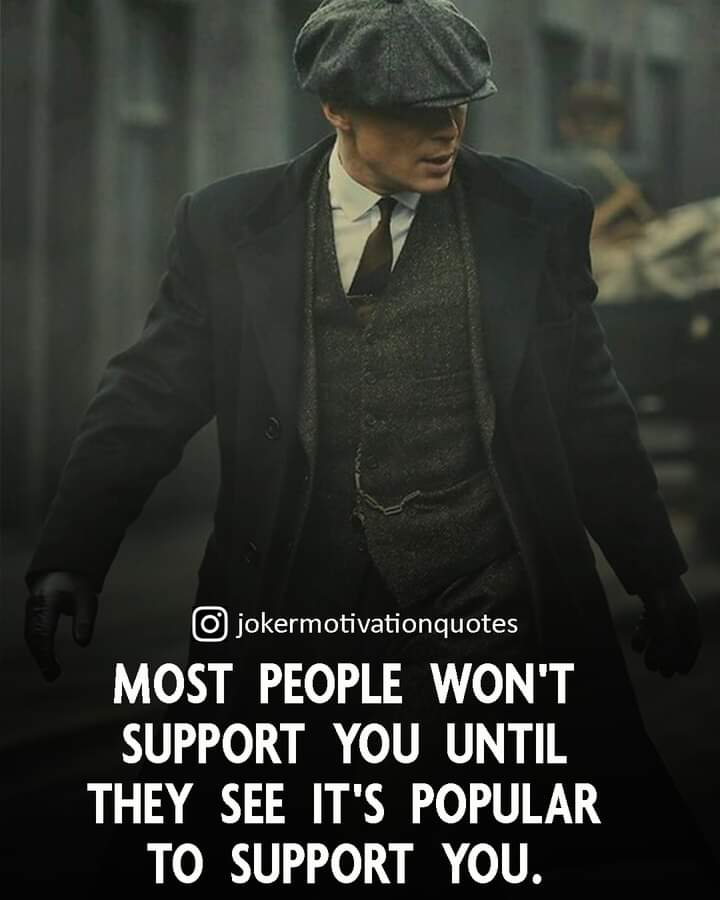 jokermotivationquotes
MOST PEOPLE WON'T
SUPPORT YOU UNTIL
THEY SEE IT'S POPULAR
TO SUPPORT YOU.